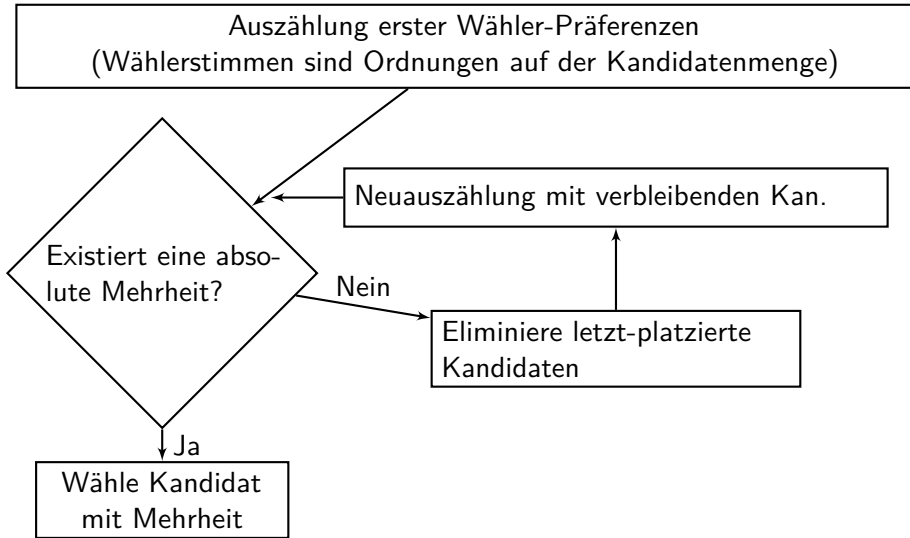 Auszählung erster Wähler-Präferenzen
(Wählerstimmen sind Ordnungen auf der Kandidatenmenge)
Neuauszählung mit verbleibenden Kan.
Existiert eine abso-
lute Mehrheit?
Nein
Eliminiere letzt-platzierte
Kandidaten
Ja
Wähle Kandidat
mit Mehrheit